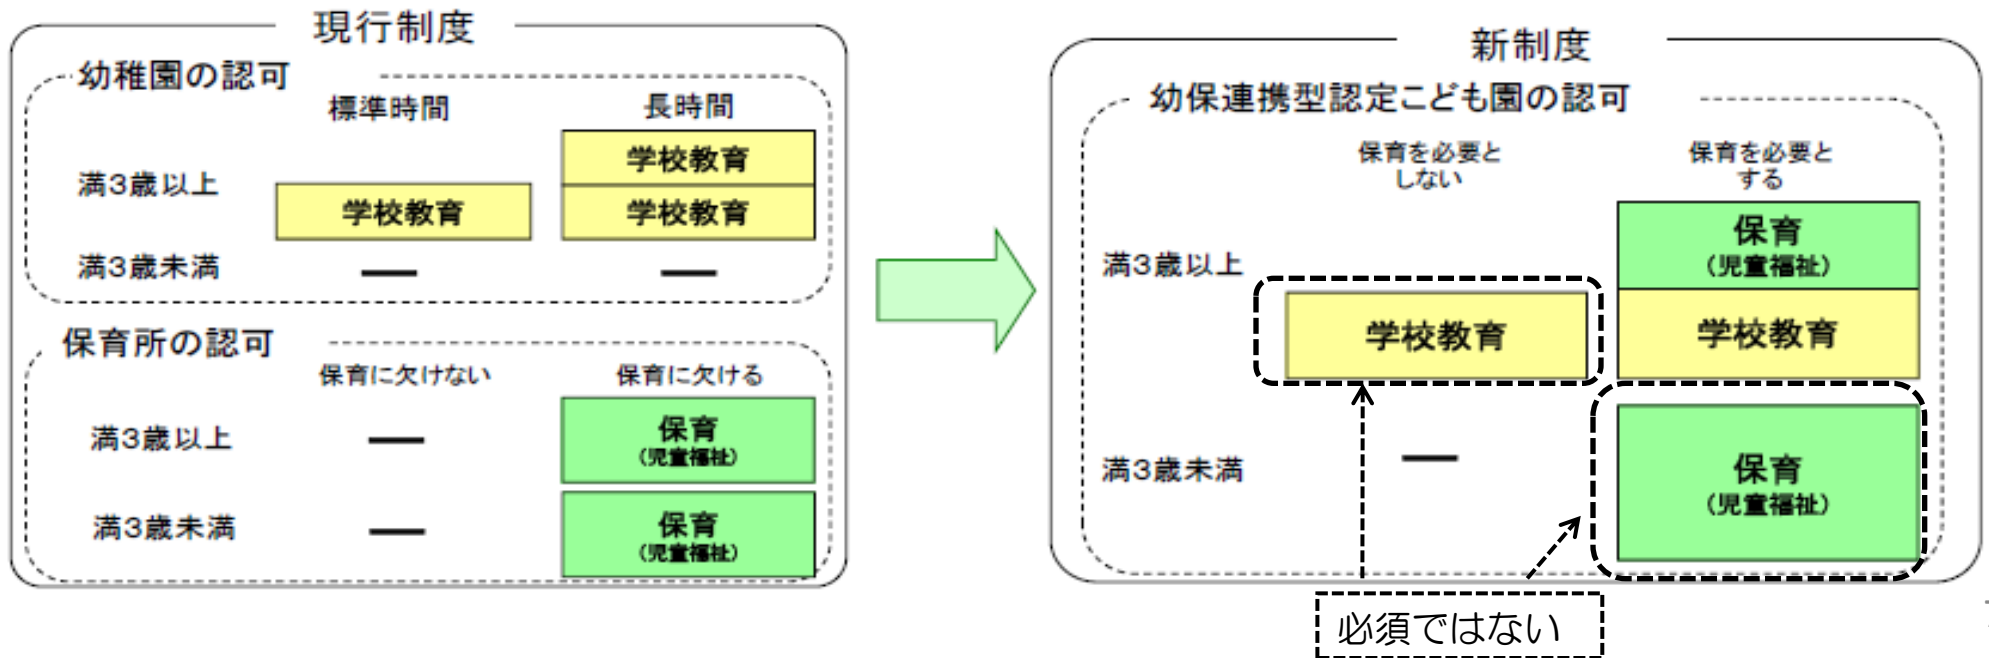 現行制度
幼稚園の認可
標準時間
長時間
満3歳以上
学校教育
学校教育
学校教育
満3歳未満
―
―
保育所の認可
保育に欠けない
保育に欠ける
満3歳以上
―
保育
(児童福祉)
満3歳未満
―
保育
(児童福祉)
新制度
幼保連携型認定こども園の認可
保育を必要と
しない
保育を必要と
する
満3歳以上
学校教育
保育
(児童福祉)
学校教育
満3歳未満
―
保育
(児童福祉)
必須ではない